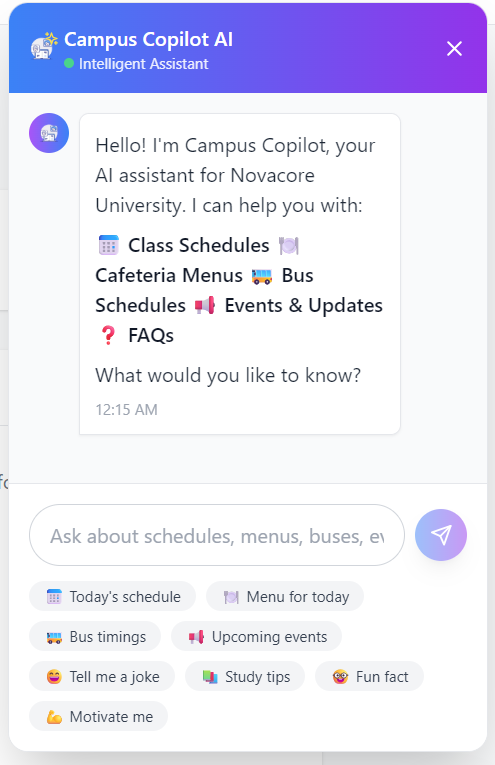 Campus Copilot AI
Intelligent Assistant
Hello! I'm Campus Copilot, your
AI assistant for Novacore
University. I can help you with:
📅 Class Schedules 🍽️
Cafeteria Menus 🚌 Bus
Schedules 📢 Events & Updates
❓ FAQs
What would you like to know?
12:15 AM
Ask about schedules, menus, buses, ev
📅 Today's schedule 🍽️ Menu for today
🚌 Bus timings 📢 Upcoming events
😄 Tell me a joke 📚 Study tips 🤓 Fun fact
💪 Motivate me